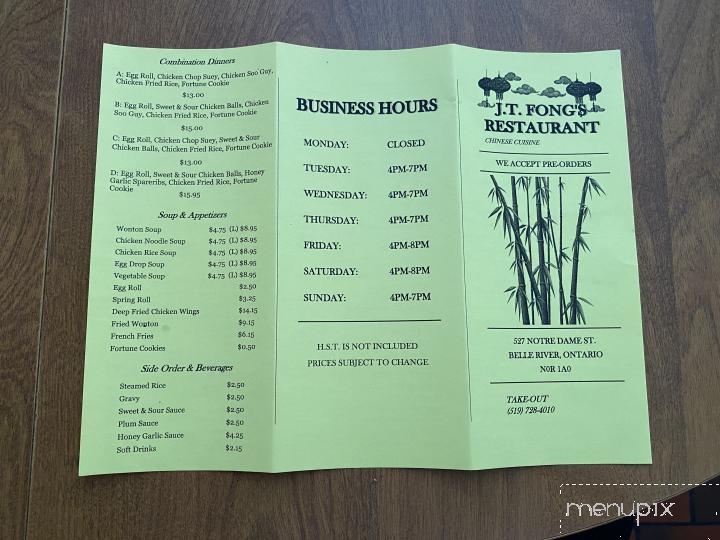 Combination Dinners
A: Egg Roll, Chicken Chop Suey, Chicken Soo Guy,
Chicken Fried Rice, Fortune Cookie
$13.00
B: Egg Roll, Sweet & Sour Chicken Balls, Chicken
Soo Guy, Chicken Fried Rice, Fortune Cookie
$15.00
C: Egg Roll, Chicken Chop Suey, Sweet & Sour
Chicken Balls, Chicken Fried Rice, Fortune Cookie
$13.00
D: Egg Roll, Sweet & Sour Chicken Balls, Honey
Garlic Spareribs, Chicken Fried Rice, Fortune
Cookie
$15.95
Soup & Appetizers
Wonton Soup $4.75 (L) $8.95
Chicken Noodle Soup $4.75 (L) $8.95
Chicken Rice Soup $4.75 (L) $8.95
Egg Drop Soup $4.75 (L) $8.95
Vegetable Soup $4.75 (L) $8.95
Egg Roll $2.50
Spring Roll $3.25
Deep Fried Chicken Wings $14.15
Fried Wonton $9.15
French Fries $6.15
Fortune Cookies $0.50
Side Order & Beverages
Steamed Rice $2.50
Gravy $2.50
Sweet & Sour Sauce $2.50
Plum Sauce $2.50
Honey Garlic Sauce $4.25
Soft Drinks $2.15
BUSINESS HOURS
MONDAY: CLOSED
TUESDAY: 4PM-7PM
WEDNESDAY: 4PM-7PM
THURSDAY: 4PM-7PM
FRIDAY: 4PM-8PM
SATURDAY: 4PM-8PM
SUNDAY: 4PM-7PM
H.S.T. IS NOT INCLUDED
PRICES SUBJECT TO CHANGE
J.T. FONG'S
RESTAURANT
CHINESE CUISINE
WE ACCEPT PRE-ORDERS
527 NOTRE DAME ST.
BELLE RIVER, ONTARIO
N0R 1A0
TAKE-OUT
(519) 728-4010
menupix